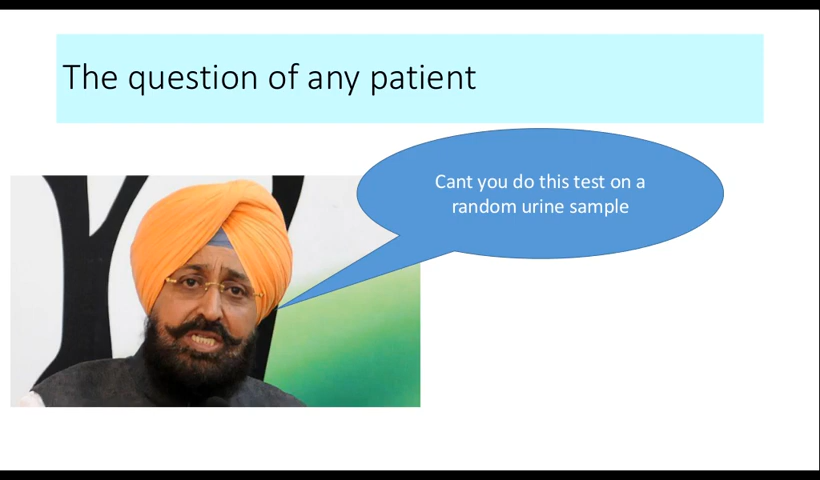 The question of any patient
Cant you do this test on a
random urine sample